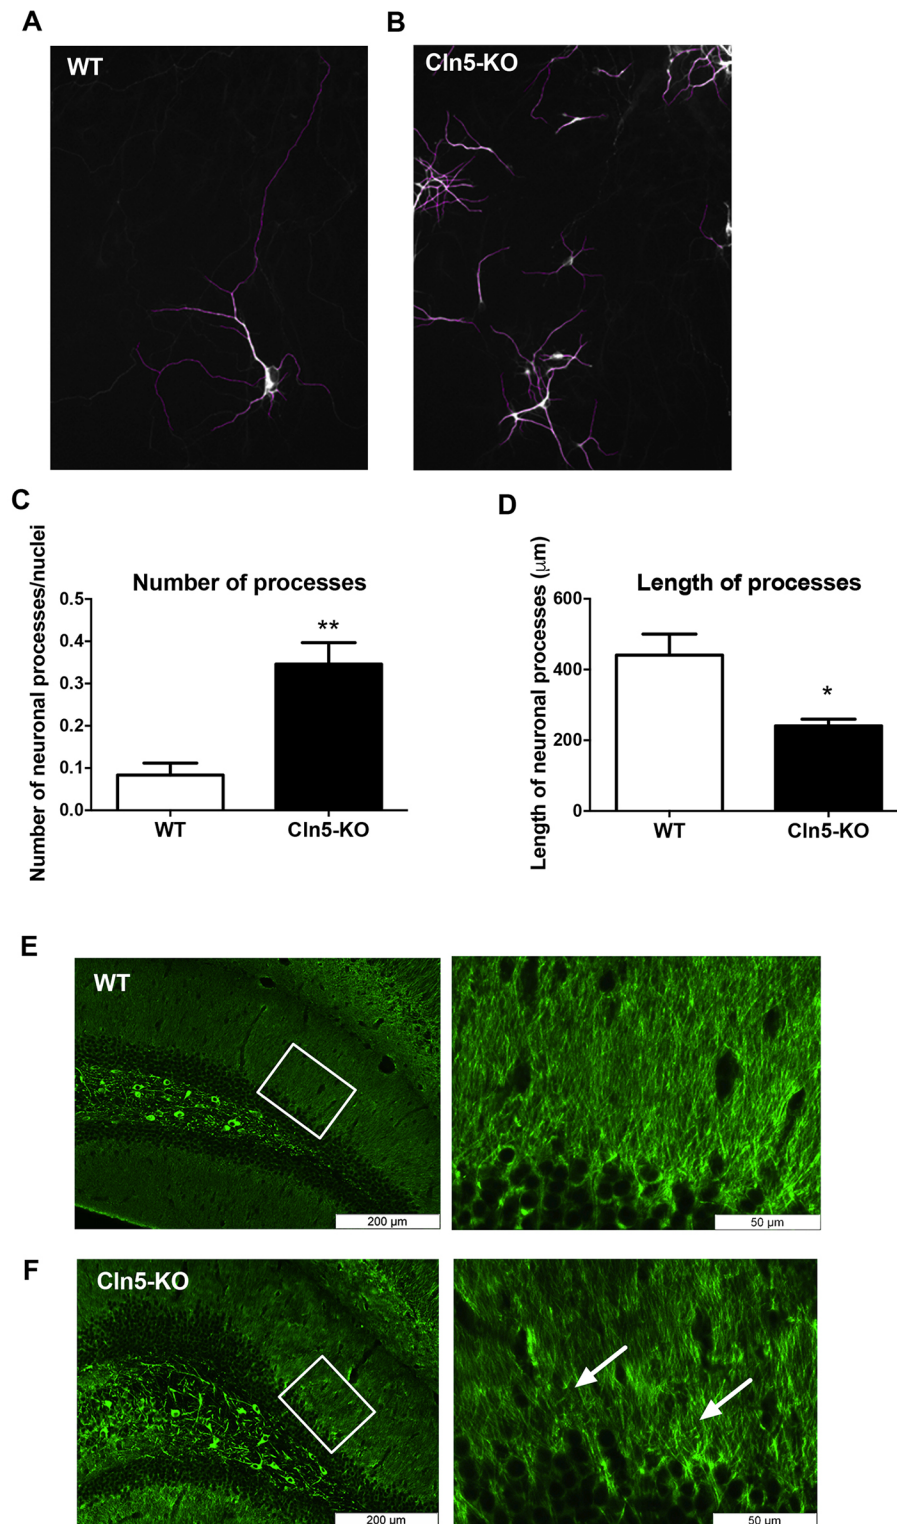 A
B
WT
Cln5-KO
C
D
Number of processes
Number of neuronal processes/nuclei
0.5
0.4
0.3
0.2
0.1
0.0
**
WT
Cln5-KO
Length of processes
Length of neuronal processes (μm)
600
400
200
0
*
WT
Cln5-KO
E
WT
200 µm
50 µm
F
Cln5-KO
200 µm
50 µm